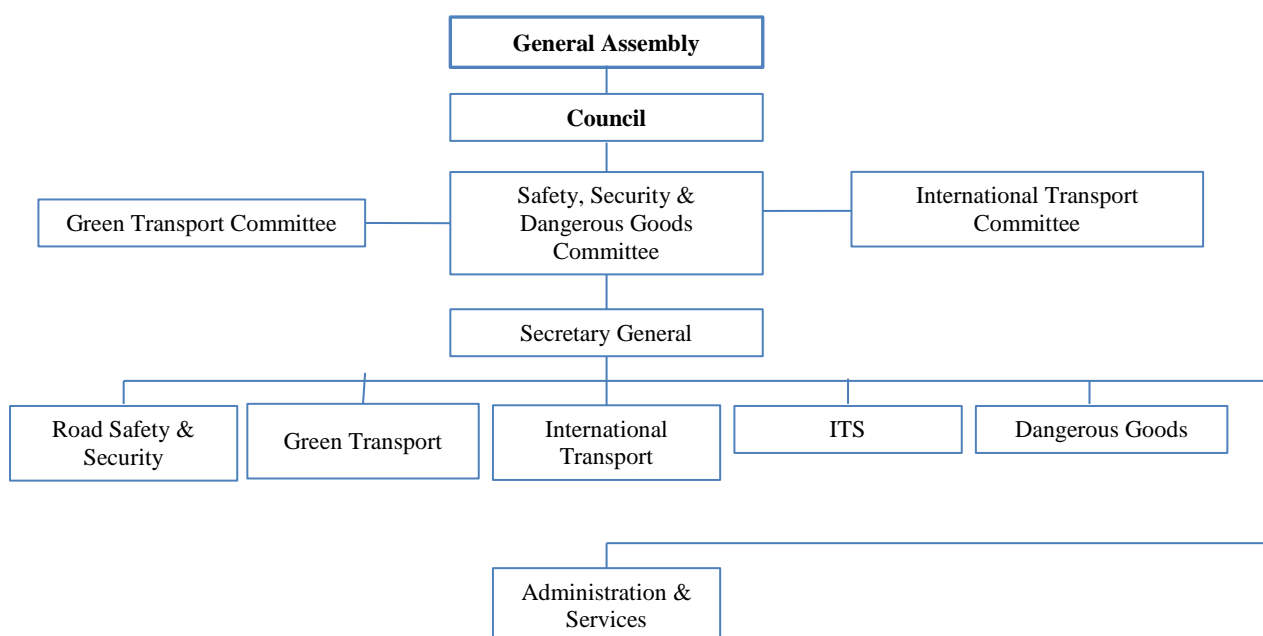 General Assembly
Council
Green Transport Committee
Safety, Security &
Dangerous Goods
Committee
International Transport
Committee
Secretary General
Road Safety &
Security
Green Transport
International
Transport
ITS
Dangerous Goods
Administration &
Services